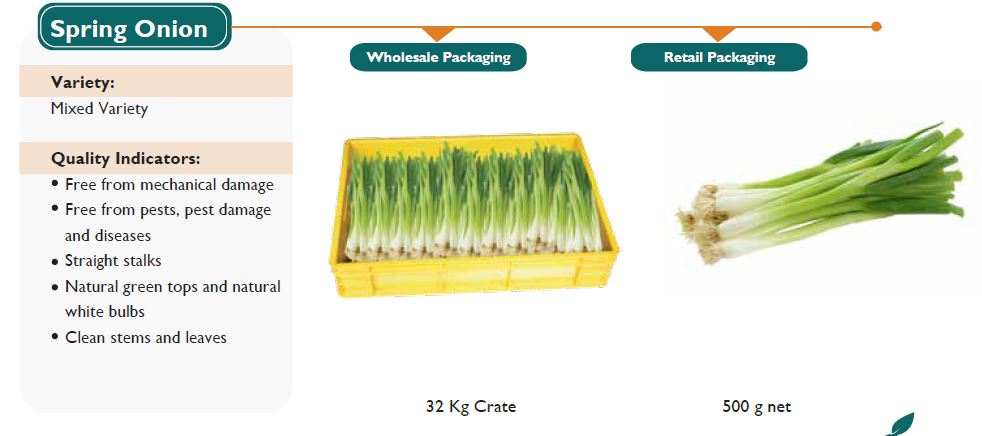 Spring Onion
Wholesale Packaging
Retail Packaging
Variety:
Mixed Variety
Quality Indicators:
• Free from mechanical damage
• Free from pests, pest damage
and diseases
• Straight stalks
• Natural green tops and natural
white bulbs
• Clean stems and leaves
32 Kg Crate
500 g net